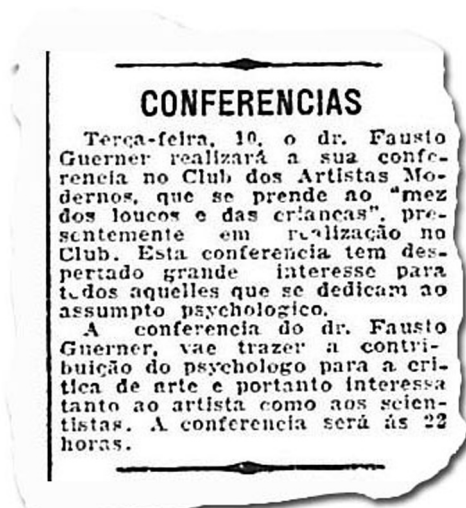 CONFERENCIAS
Terça-feira, 10, o dr. Fausto
Guerner realizará a sua confe-
rencia no Club dos Artistas Mo-
dernos, que se prende ao "mez
dos loucos e das crianças", pre-
sentemente em realização no
Club. Esta conferencia tem des-
pertado grande interesse para
todos aquelles que se dedicam ao
assumpto psychologico.
A conferencia do dr. Fausto
Guerner, vae trazer a contri-
buição do psychologo para a cri-
tica de arte e portanto interessa
tanto ao artista como aos scien-
tistas. A conferencia será ás 22
horas.